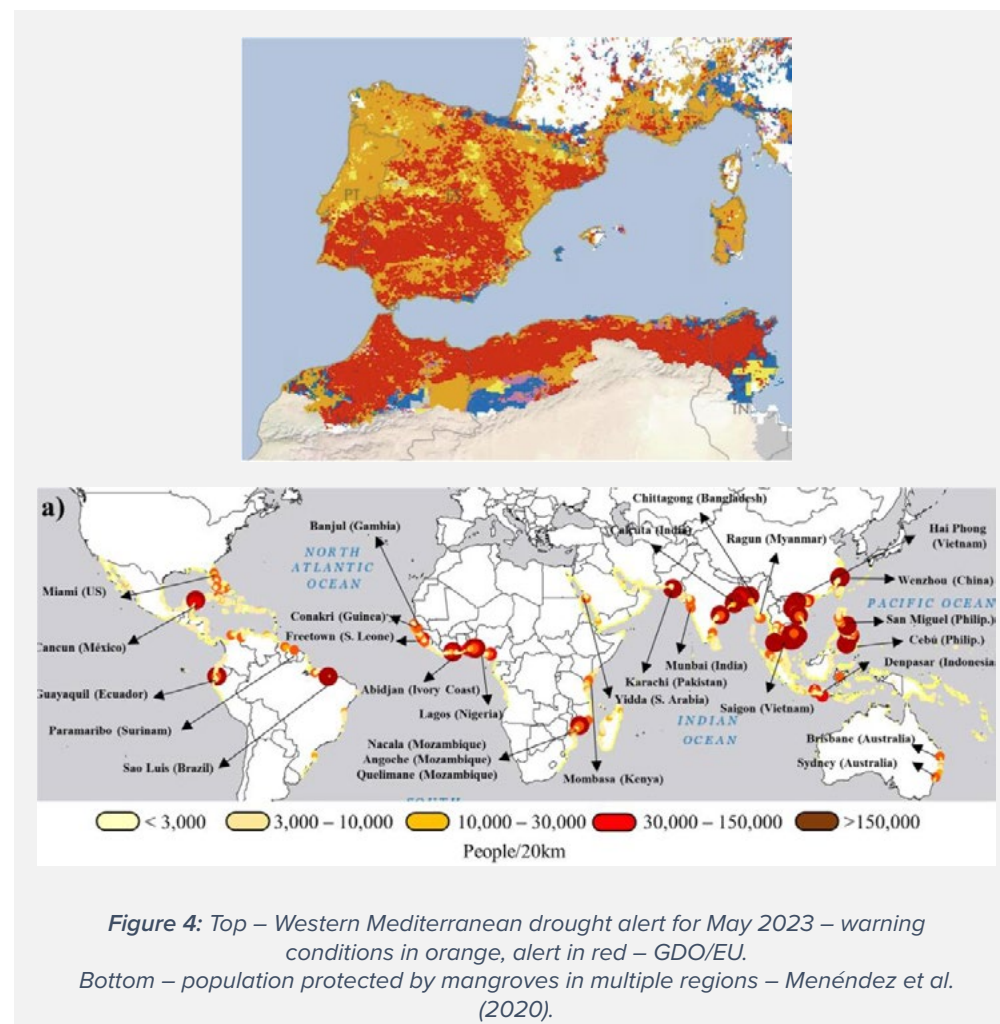 PT
ES
TN
a)
Chittagong (Bangladesh)
Banjul (Gambia)
Calcuta (India)
Ragun (Myanmar)
Hai Phong
(Vietnam)
NORTH
ATLANTIC
OCEAN
Miami (US)
Wenzhou (China)
PACIFIC OCEAN
Conakri (Guinea)
San Miguel (Philip.)
Freetown (S. Leone)
Cebú (Philip.)
Cancun (México)
Denpasar (Indonesia
Mumbai (India)
Guayaquil (Ecuador)
Abidjan (Ivory Coast)
Karachi (Pakistan)
Yidda (S. Arabia)
Saigon (Vietnam)
Lagos (Nigeria)
INDIAN
OCEAN
Paramaribo (Surinam)
Nacala (Mozambique)
Brisbane (Australia)
Angoche (Mozambique)
Sao Luis (Brazil)
Sydney (Australia)
Quelimane (Mozambique)
Mombasa (Kenya)
< 3,000 3,000 – 10,000 10,000 – 30,000 30,000 – 150,000 >150,000
People/20km
Figure 4: Top – Western Mediterranean drought alert for May 2023 – warning
conditions in orange, alert in red – GDO/EU.
Bottom – population protected by mangroves in multiple regions – Menéndez et al.
(2020).